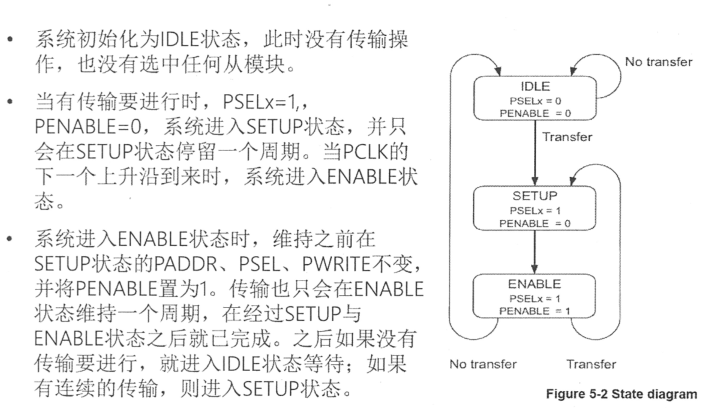 • 系统初始化为IDLE状态，此时没有传输操
作，也没有选中任何从模块。
• 当有传输要进行时，PSELx=1,，
PENABLE=0，系统进入SETUP状态，并只
会在SETUP状态停留一个周期。当PCLK的
下一个上升沿到来时，系统进入ENABLE状
态。
• 系统进入ENABLE状态时，维持之前在
SETUP状态的PADDR、PSEL、PWRITE不变，
并将PENABLE置为1。传输也只会在ENABLE
状态维持一个周期，在经过SETUP与
ENABLE状态之后就已完成。之后如果没有
传输要进行，就进入IDLE状态等待；如果
有连续的传输，则进入SETUP状态。
No transfer
IDLE
PSELx = 0
PENABLE = 0
Transfer
SETUP
PSELx = 1
PENABLE = 0
ENABLE
PSELx = 1
PENABLE = 1
No transfer
Transfer
Figure 5-2 State diagram